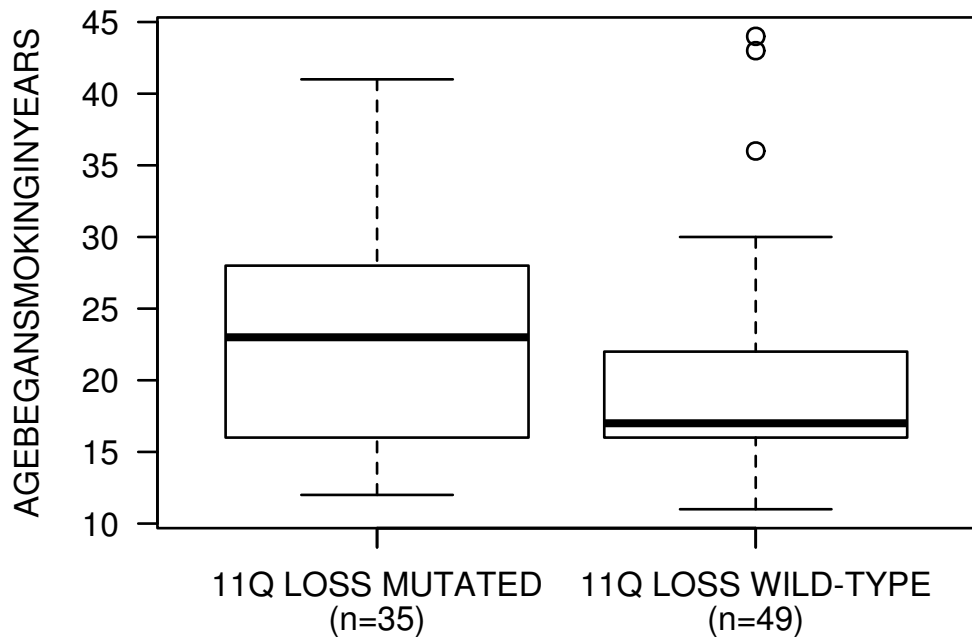 AGEBEGANSMOKINGINYEARS
45
40
35
30
25
20
15
10
11Q LOSS MUTATED
(n=35)
11Q LOSS WILD-TYPE
(n=49)